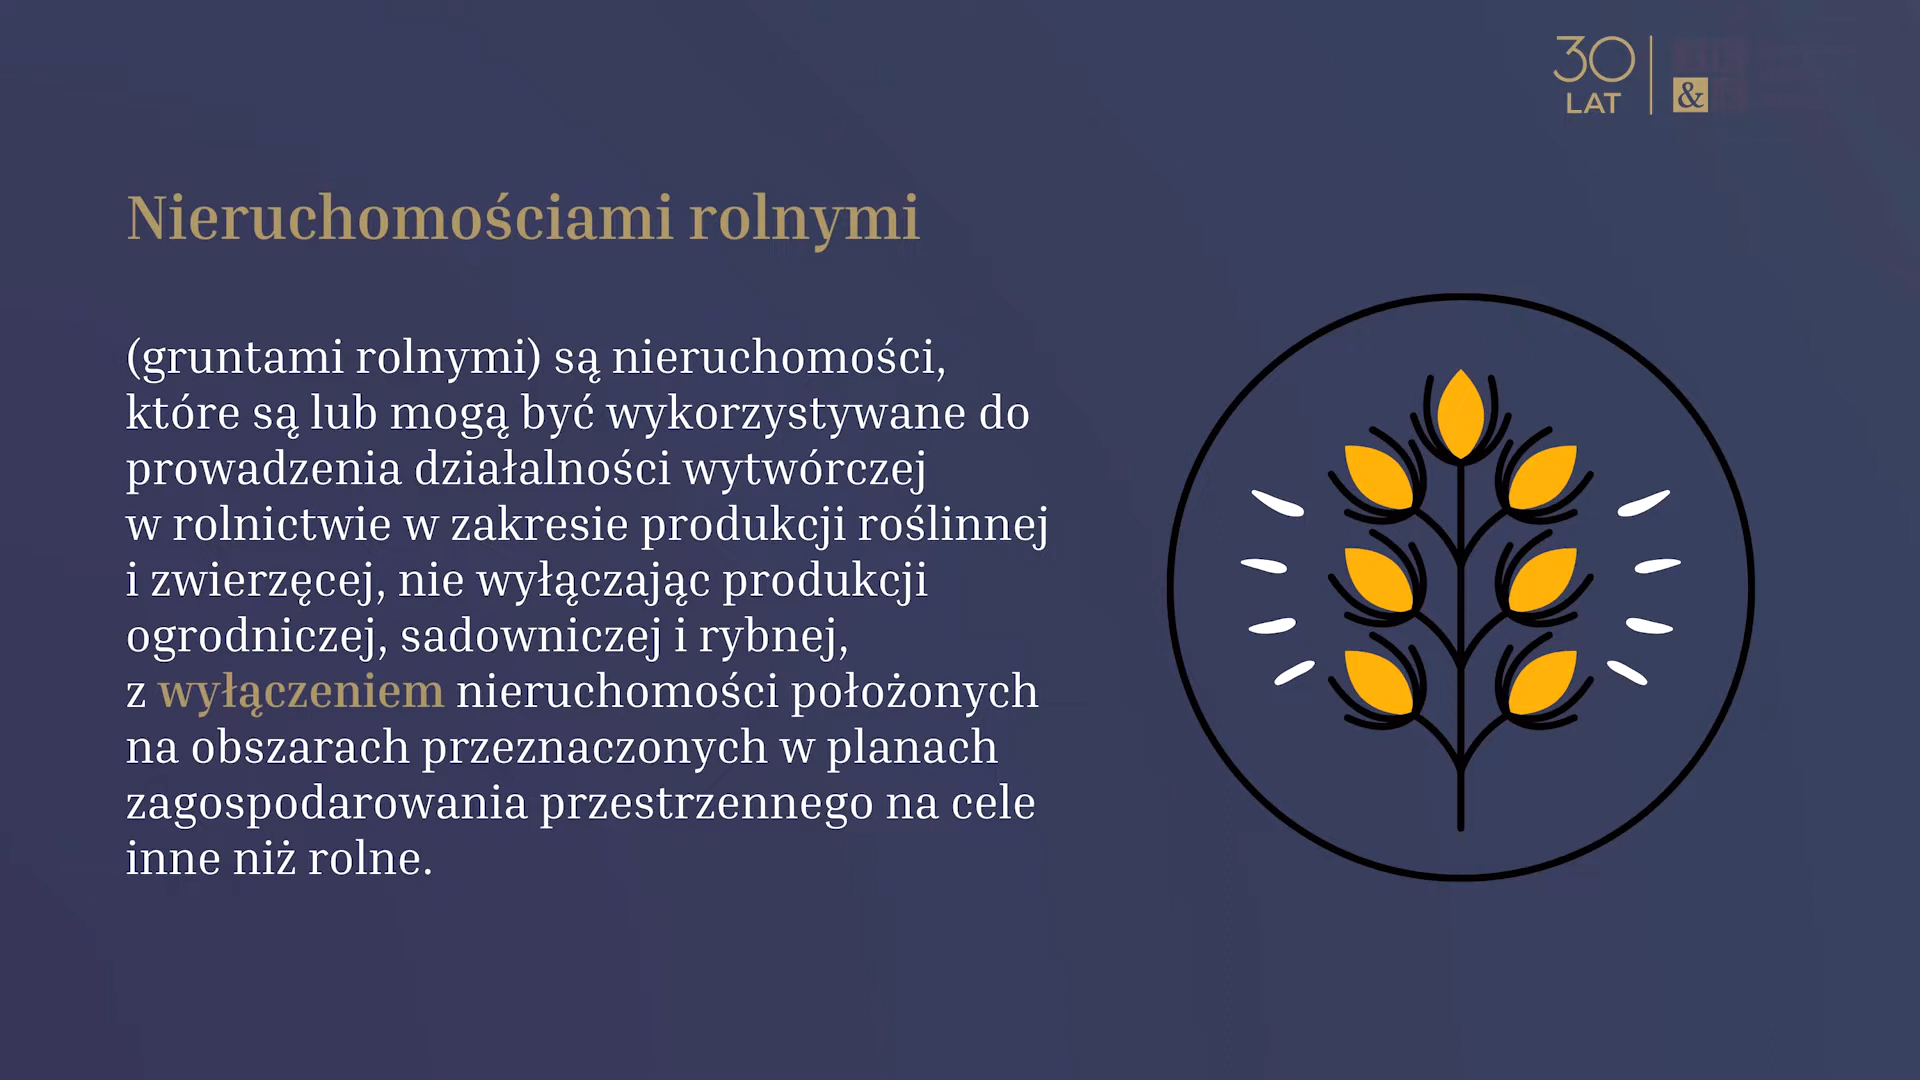 30
LAT
&
Nieruchomościami rolnymi
(gruntami rolnymi) są nieruchomości,
które są lub mogą być wykorzystywane do
prowadzenia działalności wytwórczej
w rolnictwie w zakresie produkcji roślinnej
i zwierzęcej, nie wyłączając produkcji
ogrodniczej, sadowniczej i rybnej,
z wyłączeniem nieruchomości położonych
na obszarach przeznaczonych w planach
zagospodarowania przestrzennego na cele
inne niż rolne.